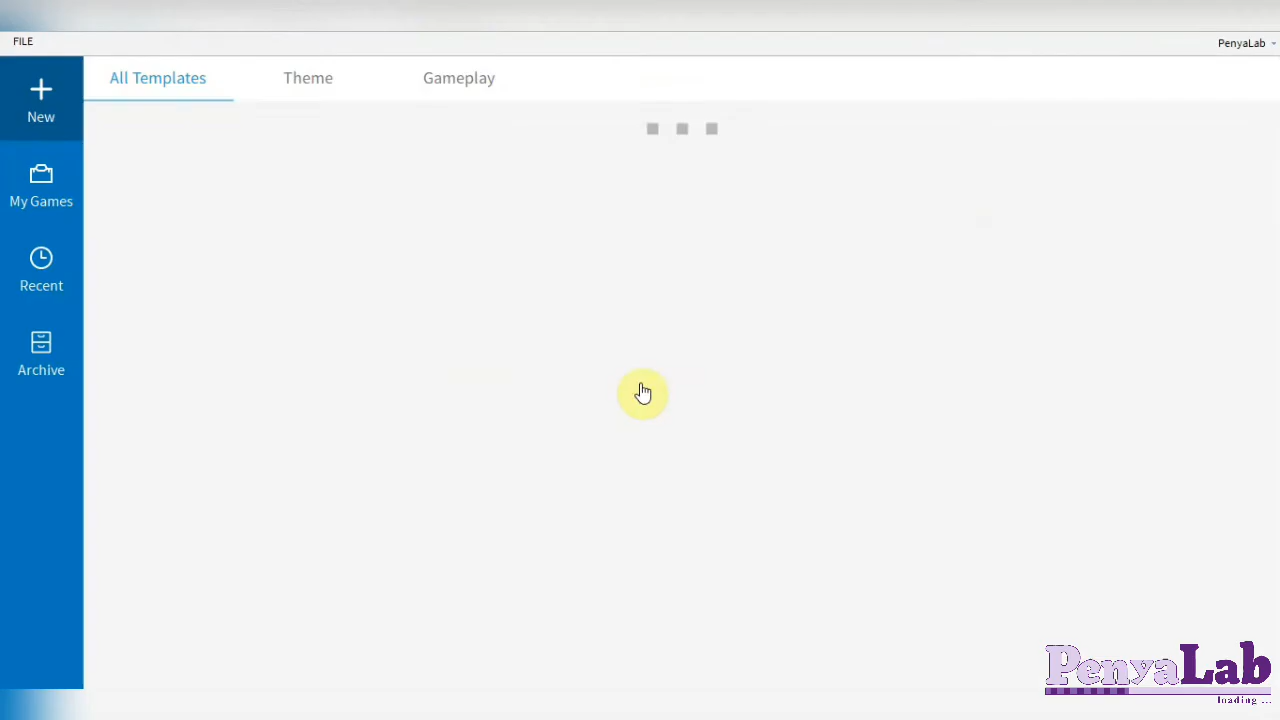 FILE
PenyaLab
All Templates
Theme
Gameplay
New
My Games
Recent
Archive
PenyaLab
loading ...